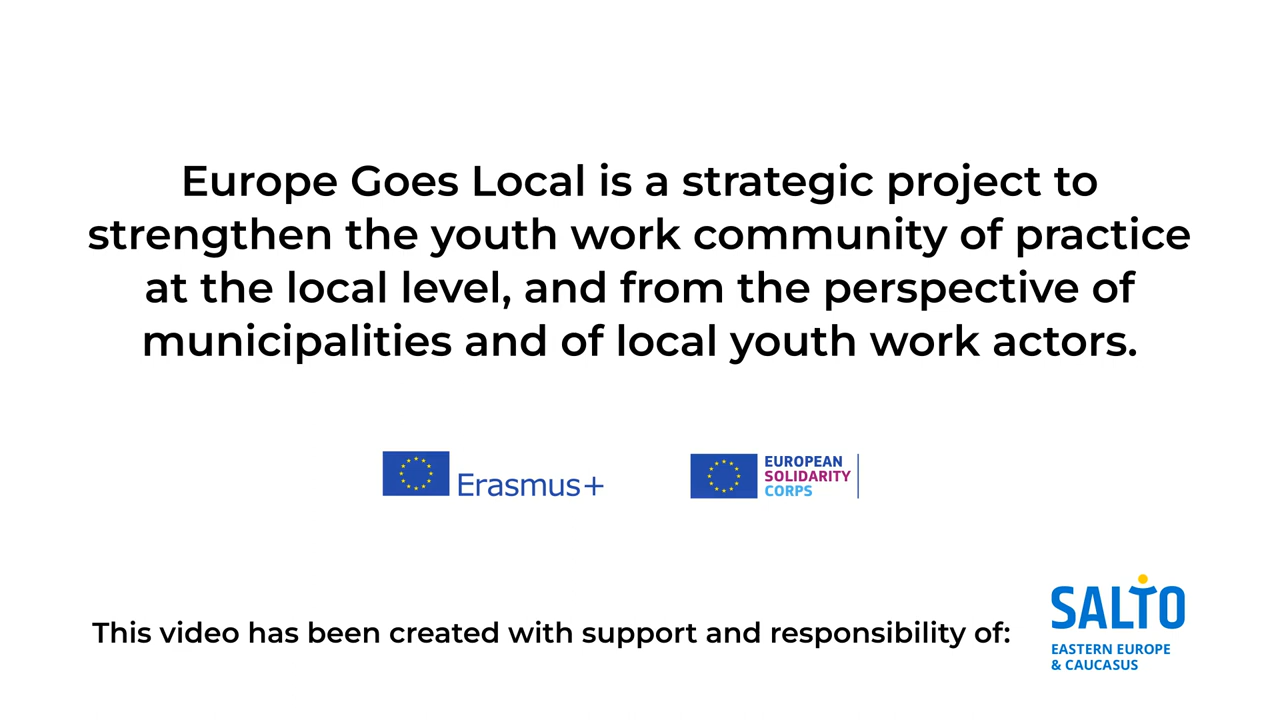 Europe Goes Local is a strategic project to
strengthen the youth work community of practice
at the local level, and from the perspective of
municipalities and of local youth work actors.
Erasmus+
EUROPEAN
SOLIDARITY
CORPS
This video has been created with support and responsibility of:
SALTO
EASTERN EUROPE
& CAUCASUS